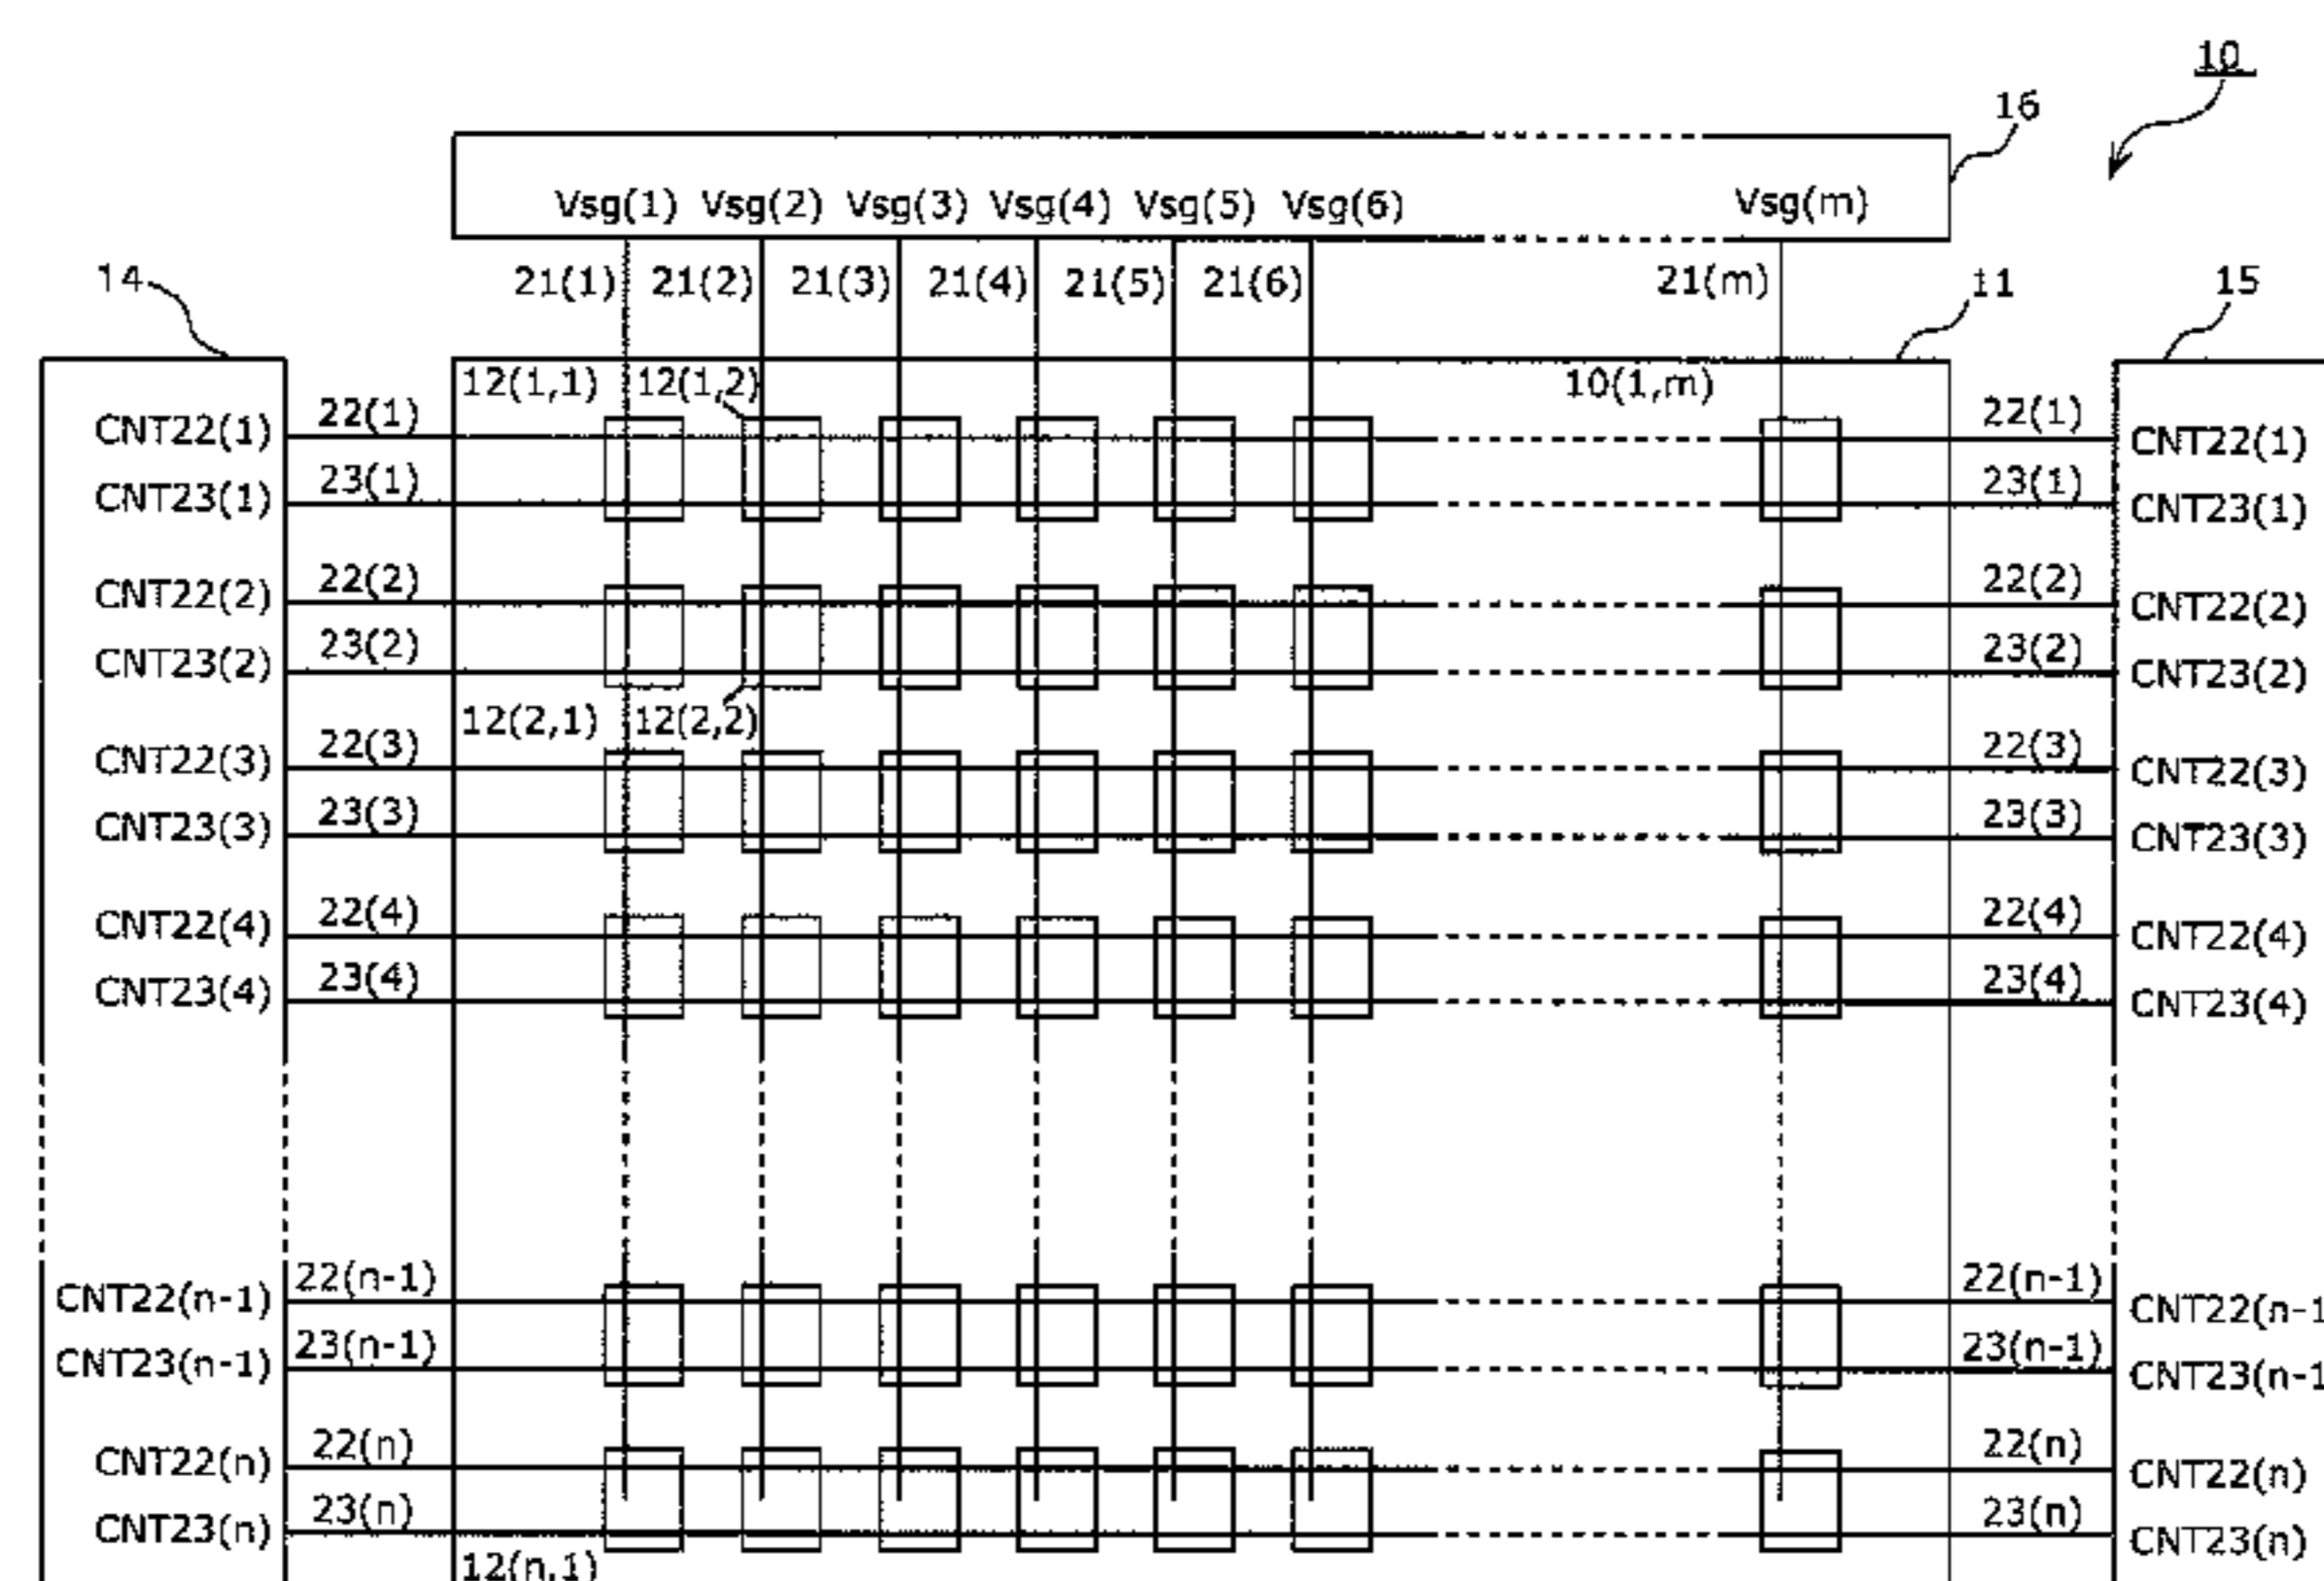 10
16
Vsg(1) Vsg(2) Vsg(3) Vsg(4) Vsg(5) Vsg(6) Vsg(m)
14 21(1) 21(2) 21(3) 21(4) 21(5) 21(6) 21(m) 11 15
12(1,1) 12(1,2) 10(1,m)
CNT22(1) 22(1) 22(1) CNT22(1)
CNT23(1) 23(1) 23(1) CNT23(1)
CNT22(2) 22(2) 22(2) CNT22(2)
CNT23(2) 23(2) 23(2) CNT23(2)
12(2,1) 12(2,2)
CNT22(3) 22(3) 22(3) CNT22(3)
CNT23(3) 23(3) 23(3) CNT23(3)
CNT22(4) 22(4) 22(4) CNT22(4)
CNT23(4) 23(4) 23(4) CNT23(4)
CNT22(n-1) 22(n-1) 22(n-1) CNT22(n-1
CNT23(n-1) 23(n-1) 23(n-1) CNT23(n-1
CNT22(n) 22(n) 22(n) CNT22(n)
CNT23(n) 23(n) 23(n) CNT23(n)
12(n,1)